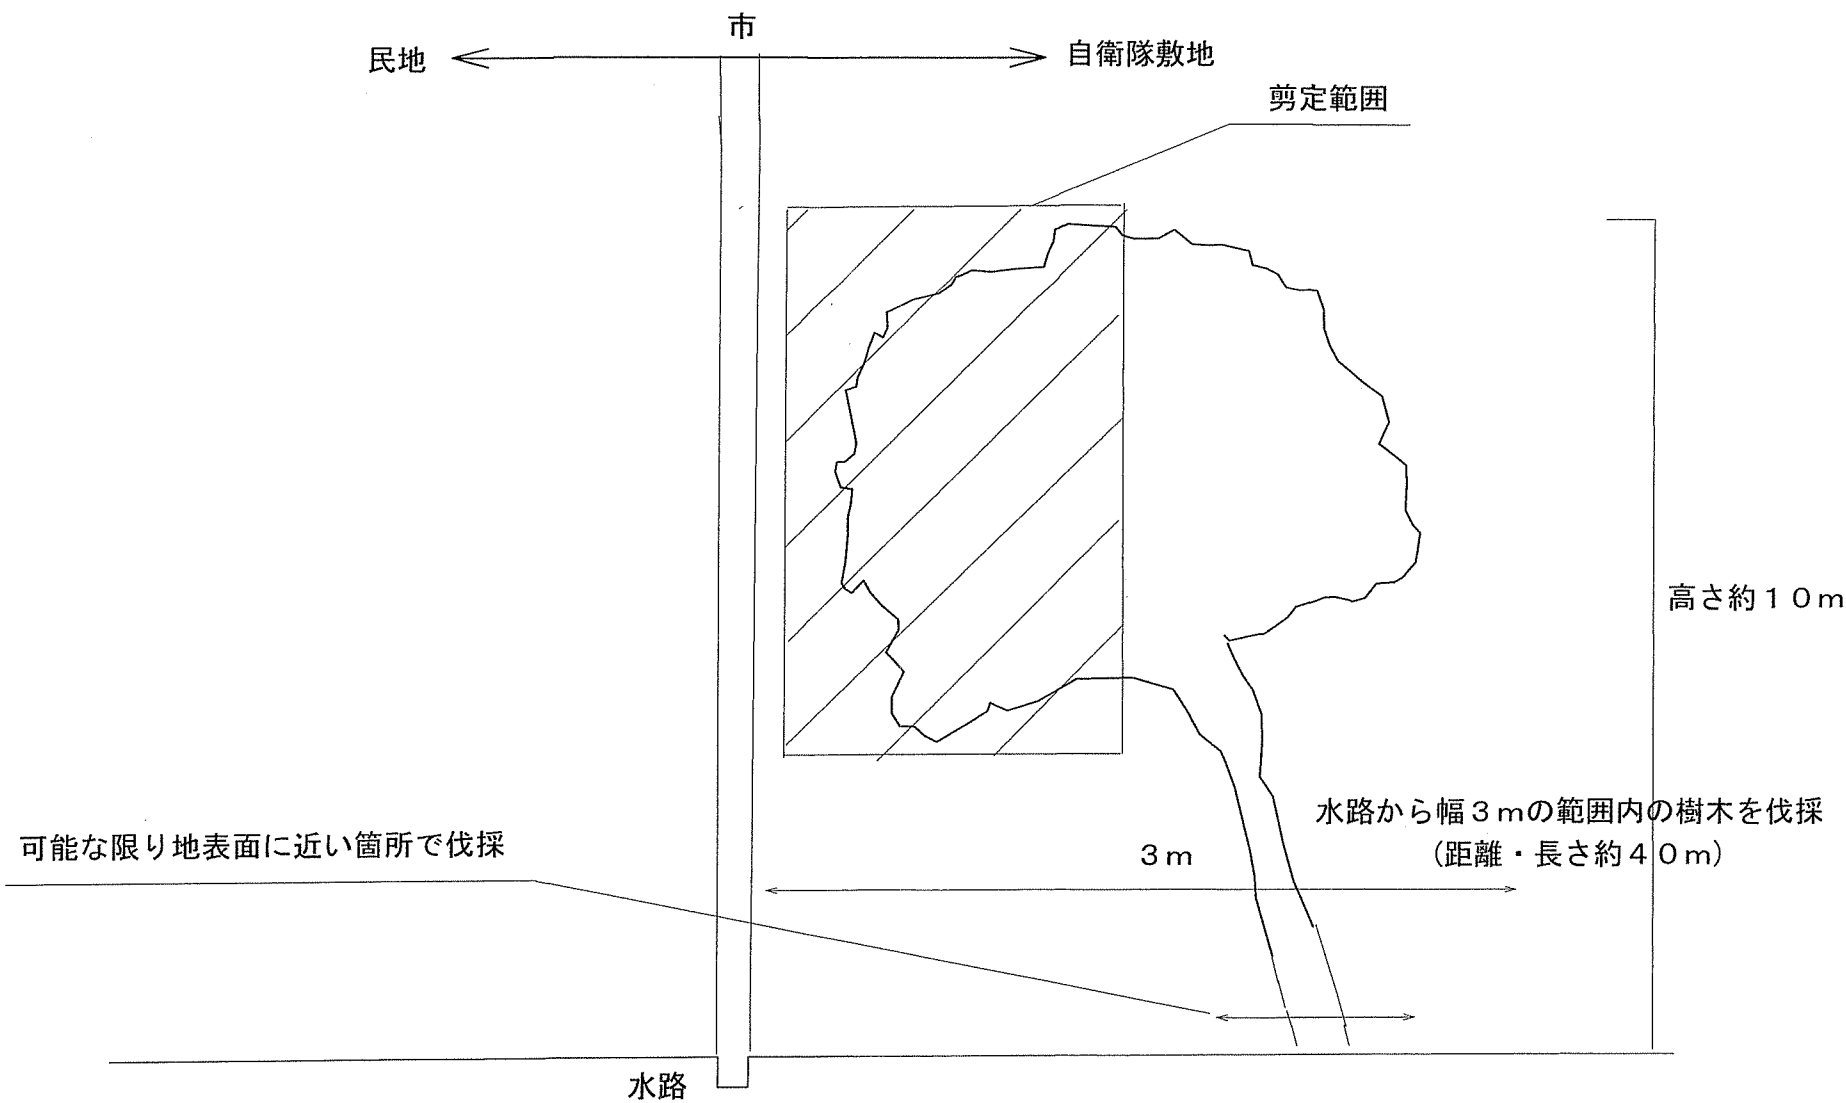 市
民地
自衛隊敷地
剪定範囲
高さ約１０ｍ
水路から幅３ｍの範囲内の樹木を伐採
（距離・長さ約４０ｍ）
可能な限り地表面に近い箇所で伐採
３ｍ
水路